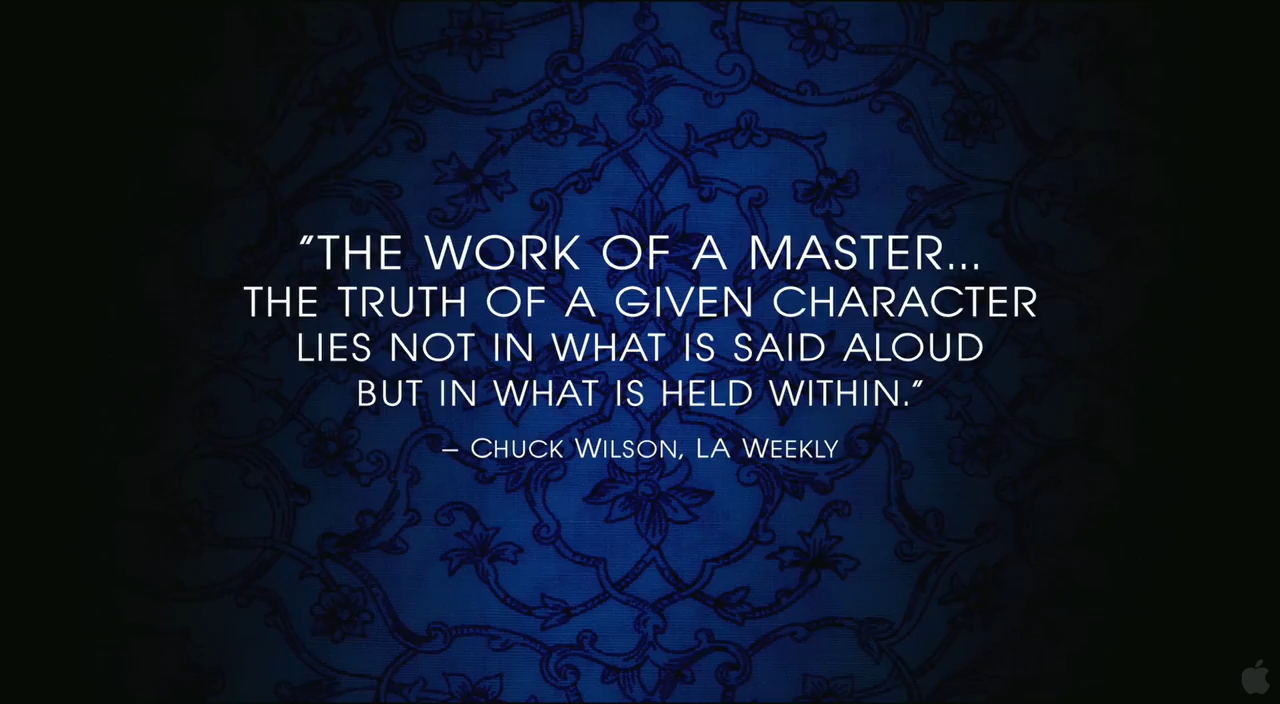 “THE WORK OF A MASTER...
THE TRUTH OF A GIVEN CHARACTER
LIES NOT IN WHAT IS SAID ALOUD
BUT IN WHAT IS HELD WITHIN.”
– CHUCK WILSON, LA WEEKLY